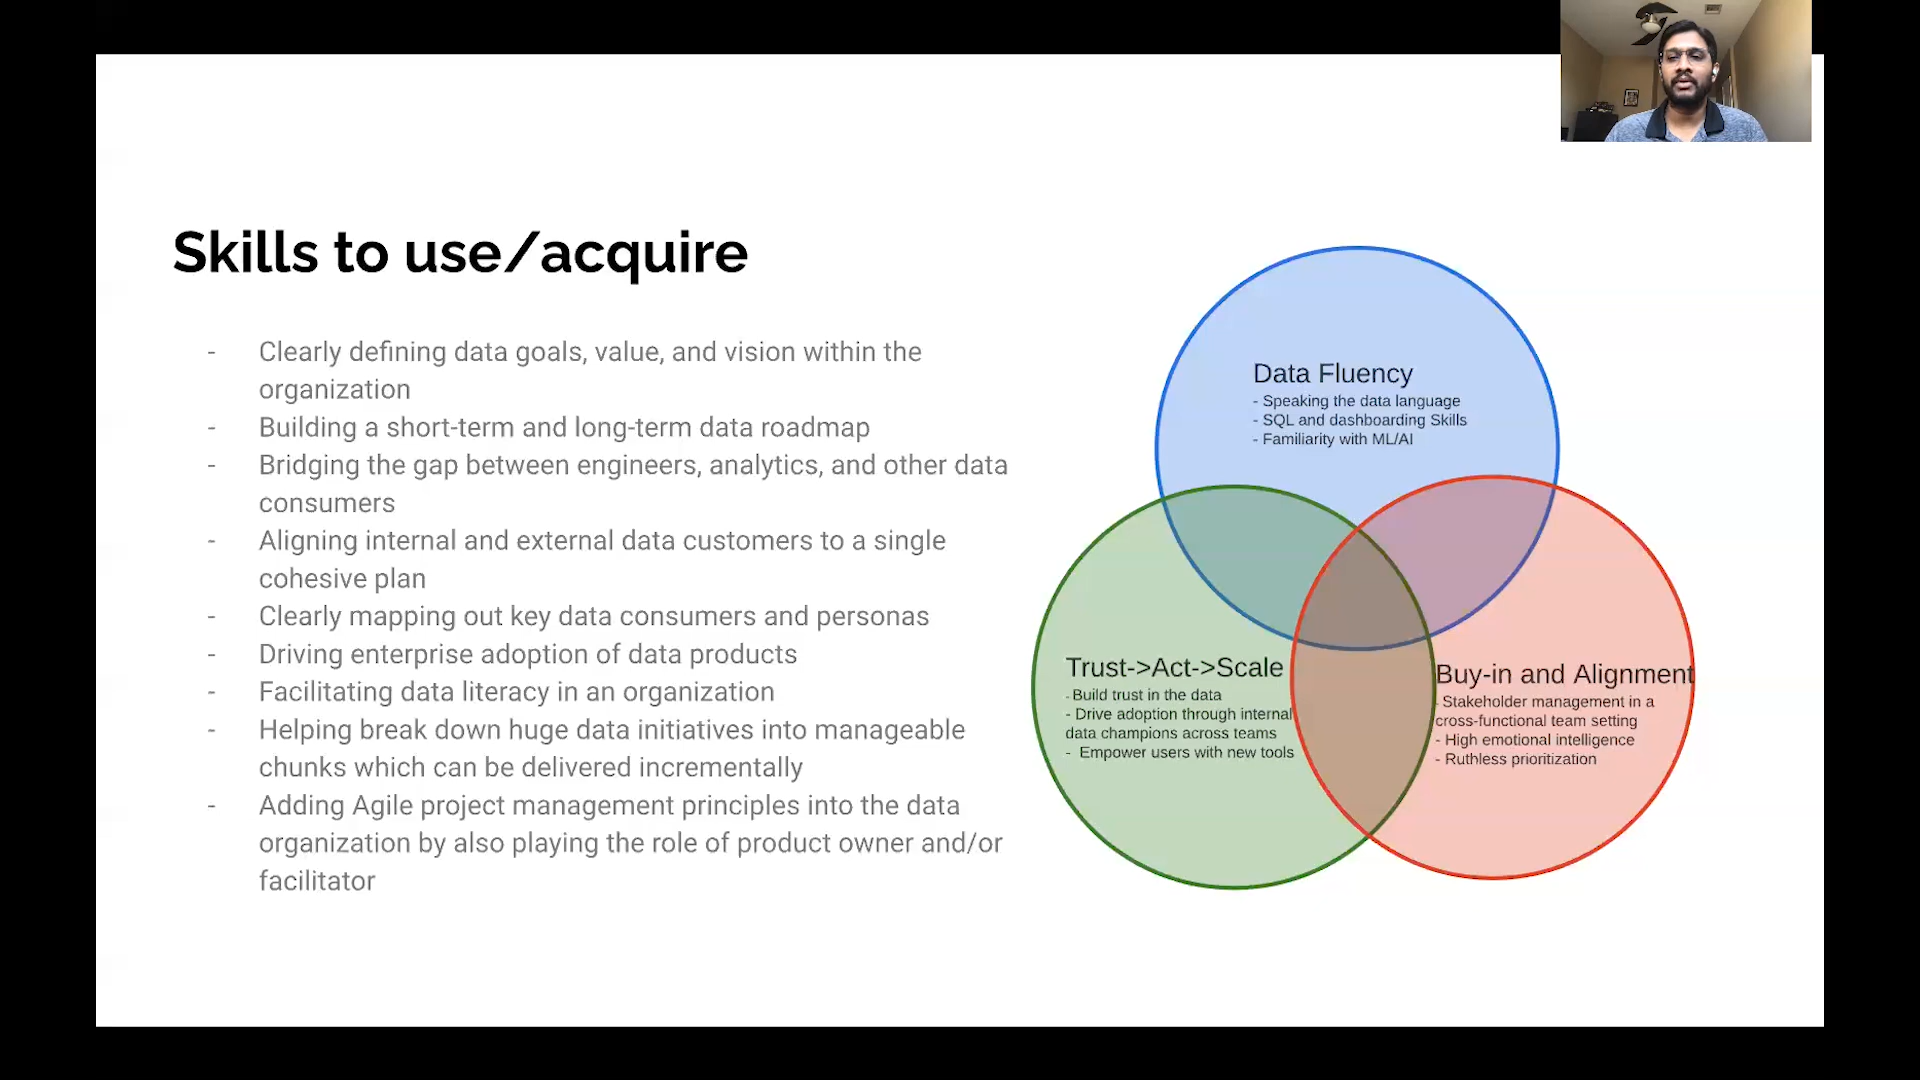 Skills to use/acquire
- Clearly defining data goals, value, and vision within the
organization
- Building a short-term and long-term data roadmap
- Bridging the gap between engineers, analytics, and other data
consumers
- Aligning internal and external data customers to a single
cohesive plan
- Clearly mapping out key data consumers and personas
- Driving enterprise adoption of data products
- Facilitating data literacy in an organization
- Helping break down huge data initiatives into manageable
chunks which can be delivered incrementally
- Adding Agile project management principles into the data
organization by also playing the role of product owner and/or
facilitator
Data Fluency
- Speaking the data language
- SQL and dashboarding Skills
- Familiarity with ML/AI
Trust->Act->Scale
- Build trust in the data
- Drive adoption through internal
data champions across teams
- Empower users with new tools
Buy-in and Alignment
- Stakeholder management in a
cross-functional team setting
- High emotional intelligence
- Ruthless prioritization